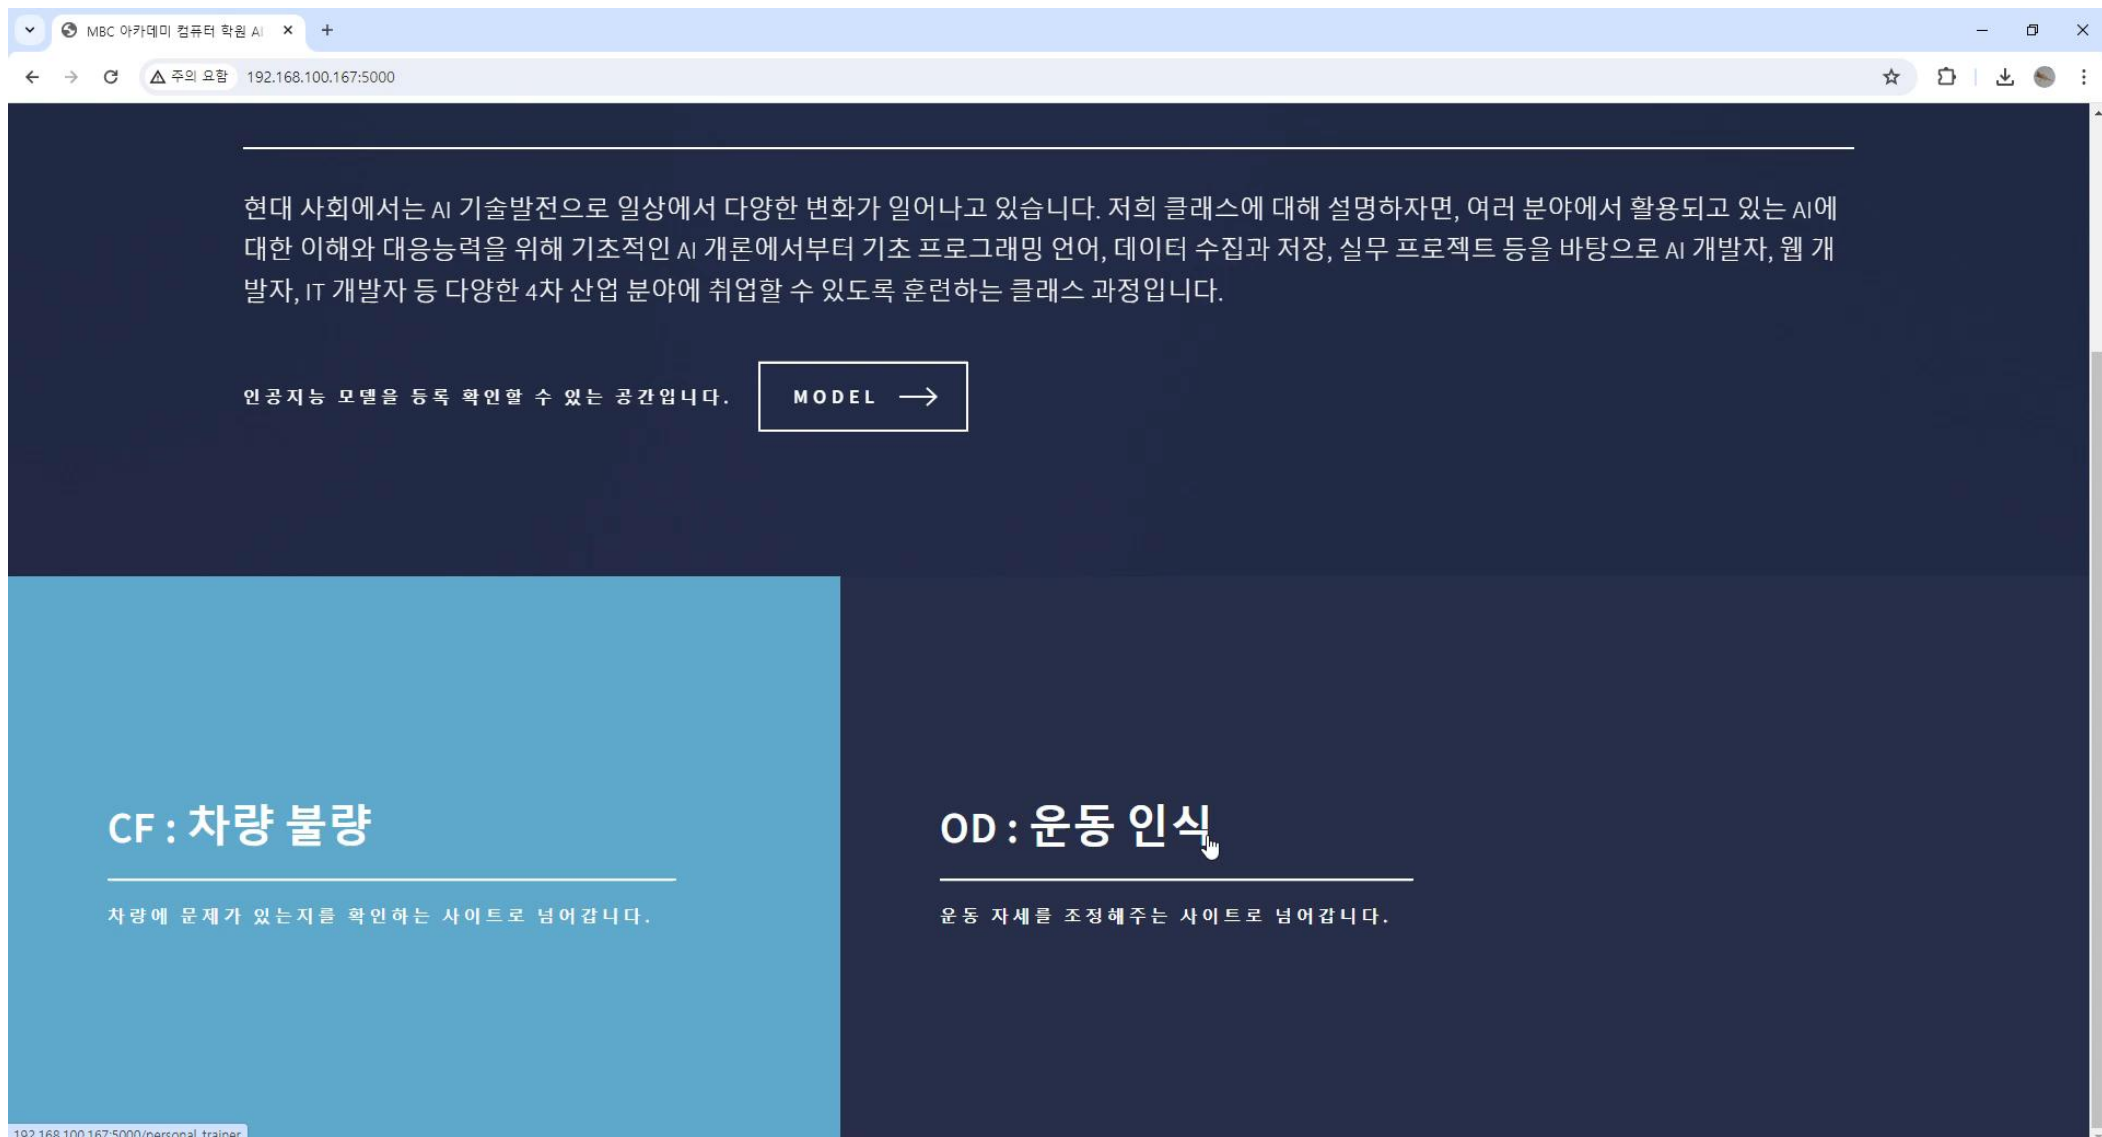 MBC 아카데미 컴퓨터 학원 AI
주의 요함 192.168.100.167:5000
현대 사회에서는 AI 기술발전으로 일상에서 다양한 변화가 일어나고 있습니다. 저희 클래스에 대해 설명하자면, 여러 분야에서 활용되고 있는 AI에
대한 이해와 대응능력을 위해 기초적인 AI 개론에서부터 기초 프로그래밍 언어, 데이터 수집과 저장, 실무 프로젝트 등을 바탕으로 AI 개발자, 웹 개
발자, IT 개발자 등 다양한 4차 산업 분야에 취업할 수 있도록 훈련하는 클래스 과정입니다.
인공지능 모델을 등록 확인할 수 있는 공간입니다. MODEL
CF : 차량 불량
차량에 문제가 있는지를 확인하는 사이트로 넘어갑니다.
OD : 운동 인식
운동 자세를 조정해주는 사이트로 넘어갑니다.
192.168.100.167:5000/personal_trainer